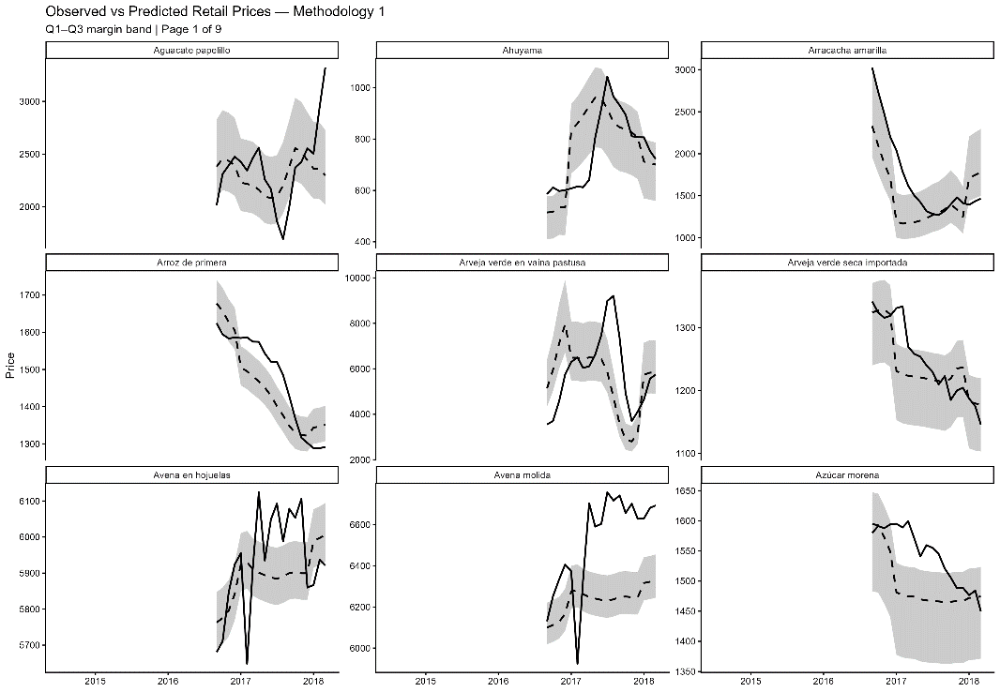 Observed vs Predicted Retail Prices — Methodology 1
Q1–Q3 margin band | Page 1 of 9
Aguacate papelillo
Ahuyama
Arracacha amarilla
3000
2500
2000
1000
800
600
400
3000
2500
2000
1500
1000
Arroz de primera
Arveja verde en vaina pastusa
Arveja verde seca importada
Price
1700
1600
1500
1400
1300
10000
8000
6000
4000
2000
1300
1200
1100
Avena en hojuelas
Avena molida
Azúcar morena
6100
6000
5900
5800
5700
6600
6400
6200
6000
1650
1600
1550
1500
1450
1400
1350
2015 2016 2017 2018
2015 2016 2017 2018
2015 2016 2017 2018